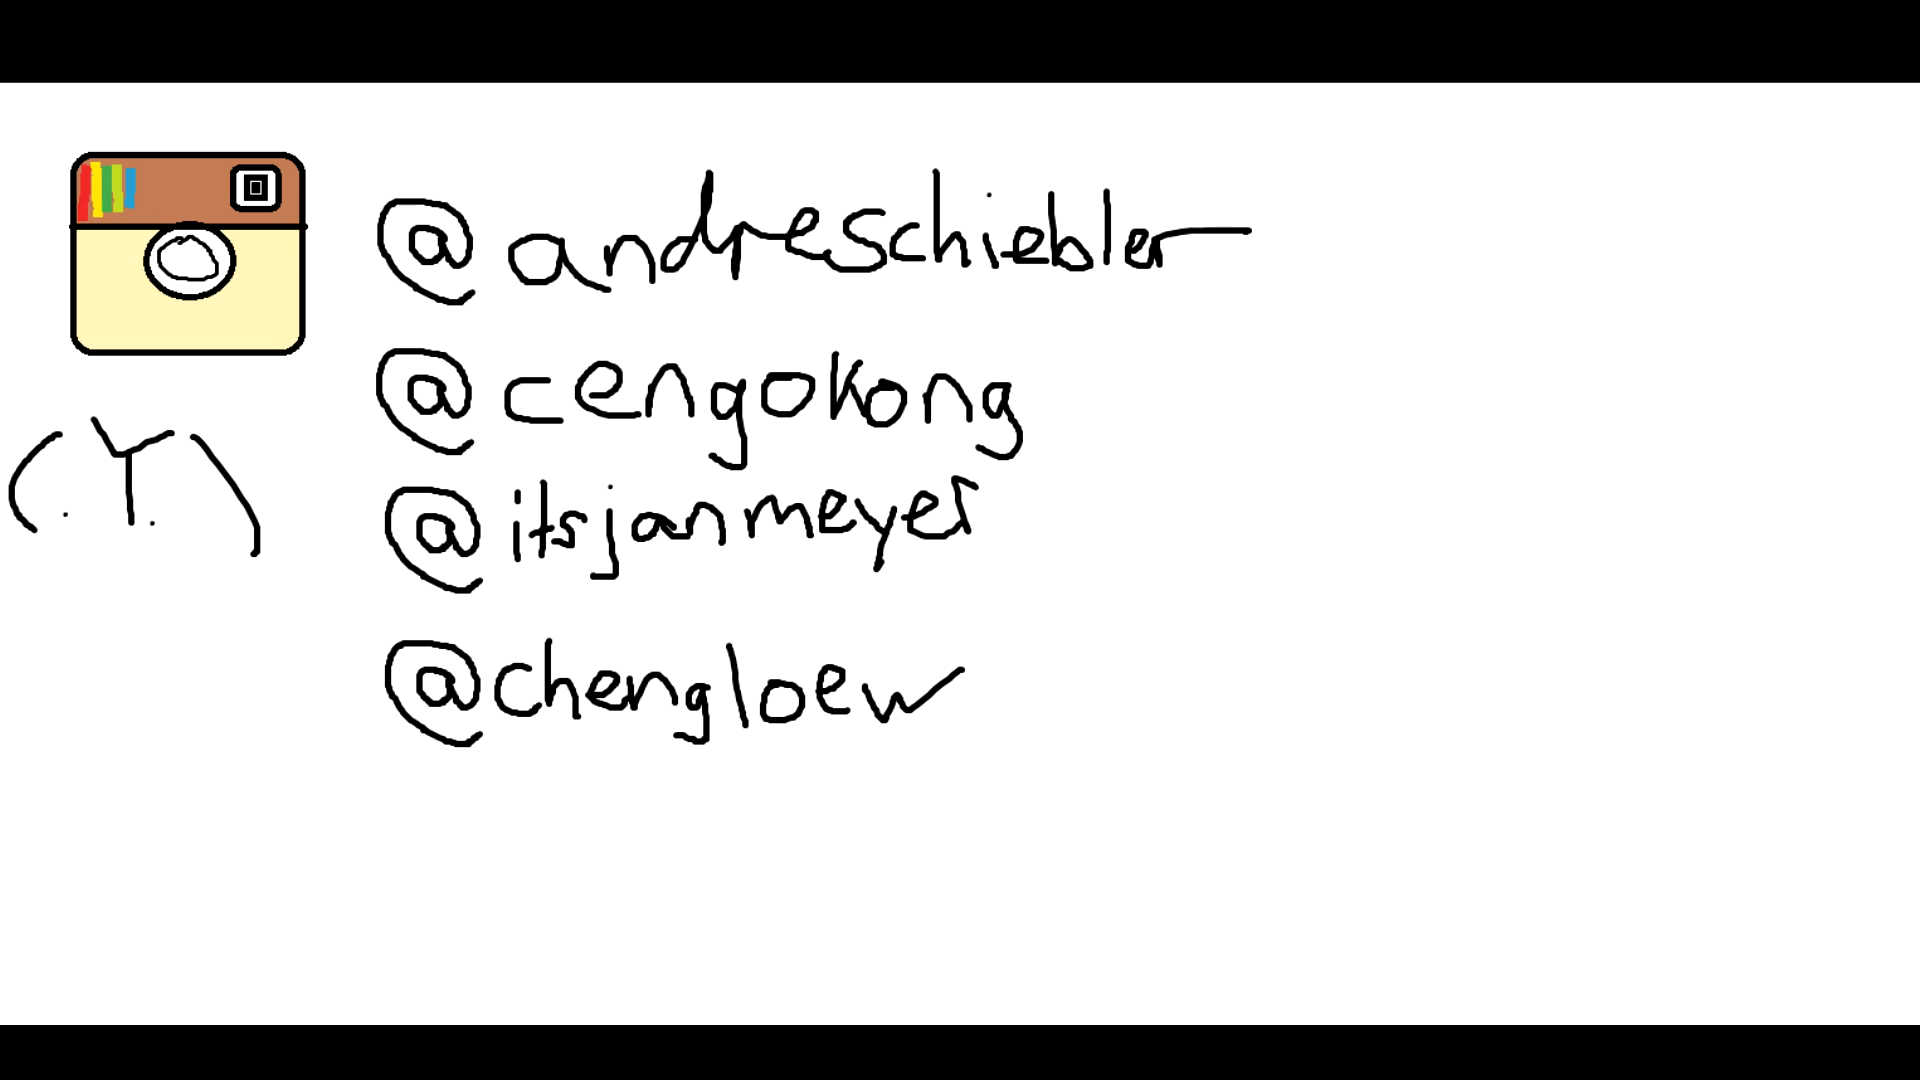 @andreschiebler
@cengokong
(.Y.)
@itsjanmeyer
@chengloew